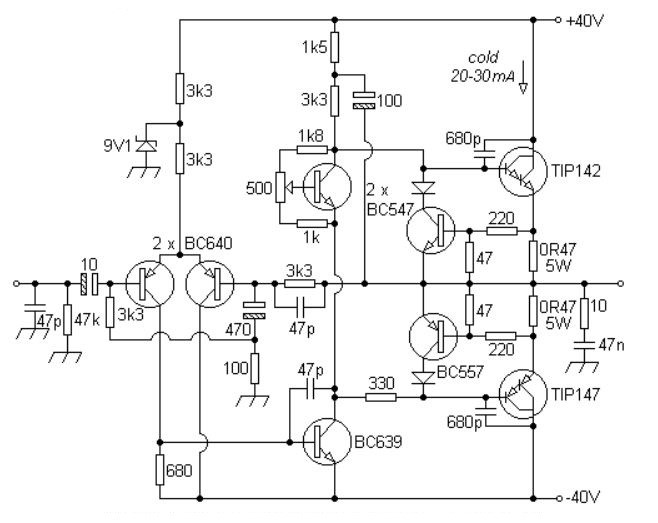 +40V
1k5
cold
20-30mA
3k3
3k3
100
9V1
1k8
680p
3k3
TIP142
500
2 x
BC547
220
1k
2 x BC640
47
0R47
5W
10
3k3
47
0R47
5W
10
47p
47k
3k3
470
47p
220
47n
100
47p
BC557
330
TIP147
680p
BC639
680
-40V